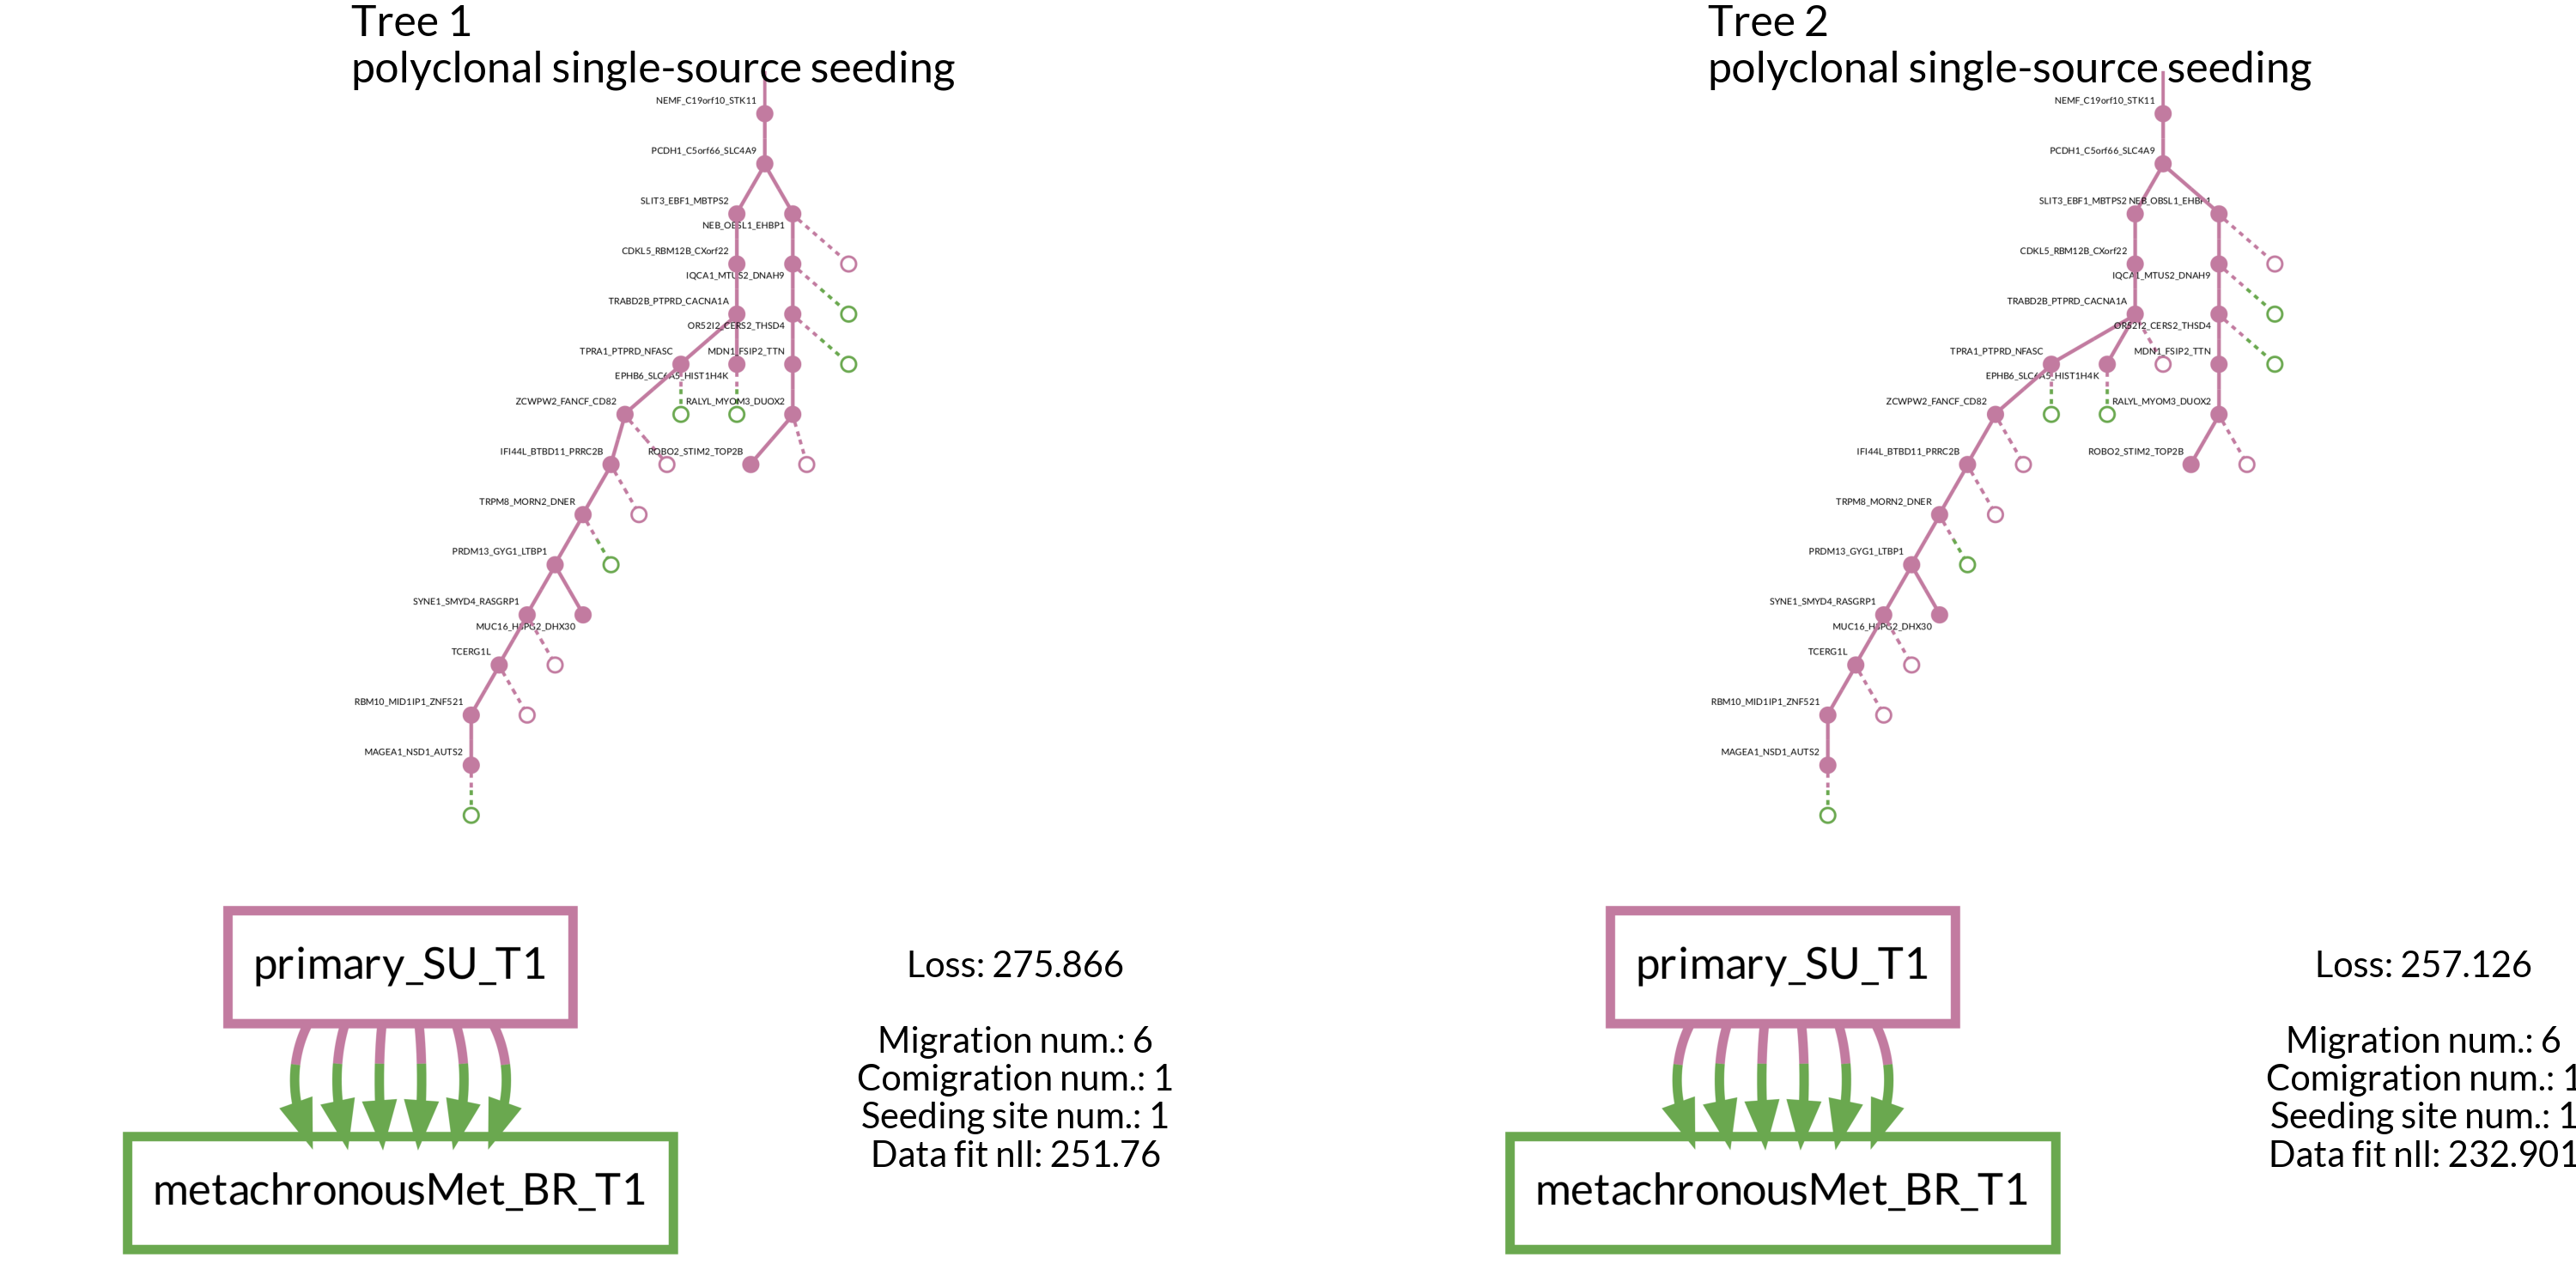 Tree 1
polyclonal single-source seeding
NEMF_C19orf10_STK11
PCDH1_C5orf66_SLC4A9
SLIT3_EBF1_MBTPS2
NEB_OBSL1_EHBP1
CDKL5_RBM12B_CXorf22
IQCA1_MTUS2_DNAH9
TRABD2B_PTPRD_CACNA1A
OR52I2_CERS2_THSD4
TPRA1_PTPRD_NFASC
MDN1_FSIP2_TTN
EPHB6_SLC6A5_HIST1H4K
ZCWPW2_FANCF_CD82
RALYL_MYOM3_DUOX2
IFI44L_BTBD11_PRRC2B
ROBO2_STIM2_TOP2B
TRPM8_MORN2_DNER
PRDM13_GYG1_LTBP1
SYNE1_SMYD4_RASGRP1
MUC16_HSPG2_DHX30
TCERG1L
RBM10_MID1IP1_ZNF521
MAGEA1_NSD1_AUTS2
primary_SU_T1
metachronousMet_BR_T1
Loss: 275.866
Migration num.: 6
Comigration num.: 1
Seeding site num.: 1
Data fit nll: 251.76
Tree 2
polyclonal single-source seeding
NEMF_C19orf10_STK11
PCDH1_C5orf66_SLC4A9
SLIT3_EBF1_MBTPS2
NEB_OBSL1_EHBP1
CDKL5_RBM12B_CXorf22
IQCA1_MTUS2_DNAH9
TRABD2B_PTPRD_CACNA1A
OR52I2_CERS2_THSD4
TPRA1_PTPRD_NFASC
MDN1_FSIP2_TTN
EPHB6_SLC6A5_HIST1H4K
ZCWPW2_FANCF_CD82
RALYL_MYOM3_DUOX2
IFI44L_BTBD11_PRRC2B
ROBO2_STIM2_TOP2B
TRPM8_MORN2_DNER
PRDM13_GYG1_LTBP1
SYNE1_SMYD4_RASGRP1
MUC16_HSPG2_DHX30
TCERG1L
RBM10_MID1IP1_ZNF521
MAGEA1_NSD1_AUTS2
primary_SU_T1
metachronousMet_BR_T1
Loss: 257.126
Migration num.: 6
Comigration num.: 1
Seeding site num.: 1
Data fit nll: 232.901